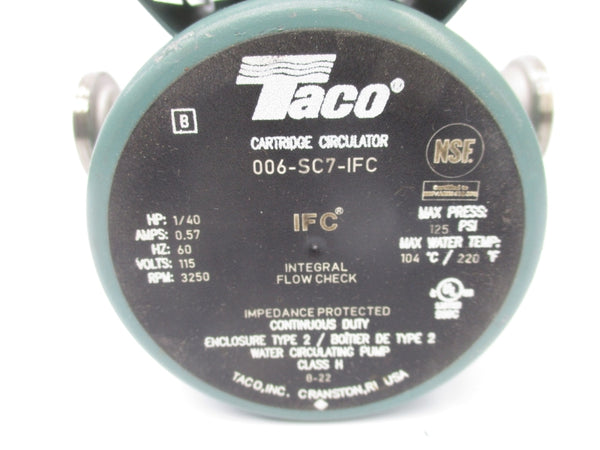 Taco®
B
CARTRIDGE CIRCULATOR
006-SC7-IFC
NSF
IFC®
HP: 1/40
AMPS: 0.57
HZ: 60
VOLTS: 115
RPM: 3250
MAX PRESS:
125 PSI
MAX WATER TEMP:
104 °C / 220 °F
INTEGRAL
FLOW CHECK
IMPEDANCE PROTECTED
CONTINUOUS DUTY
ENCLOSURE TYPE 2 / BOÎTIER DE TYPE 2
WATER CIRCULATING PUMP
CLASS H
8-22
TACO, INC. CRANSTON, RI USA
c UL us